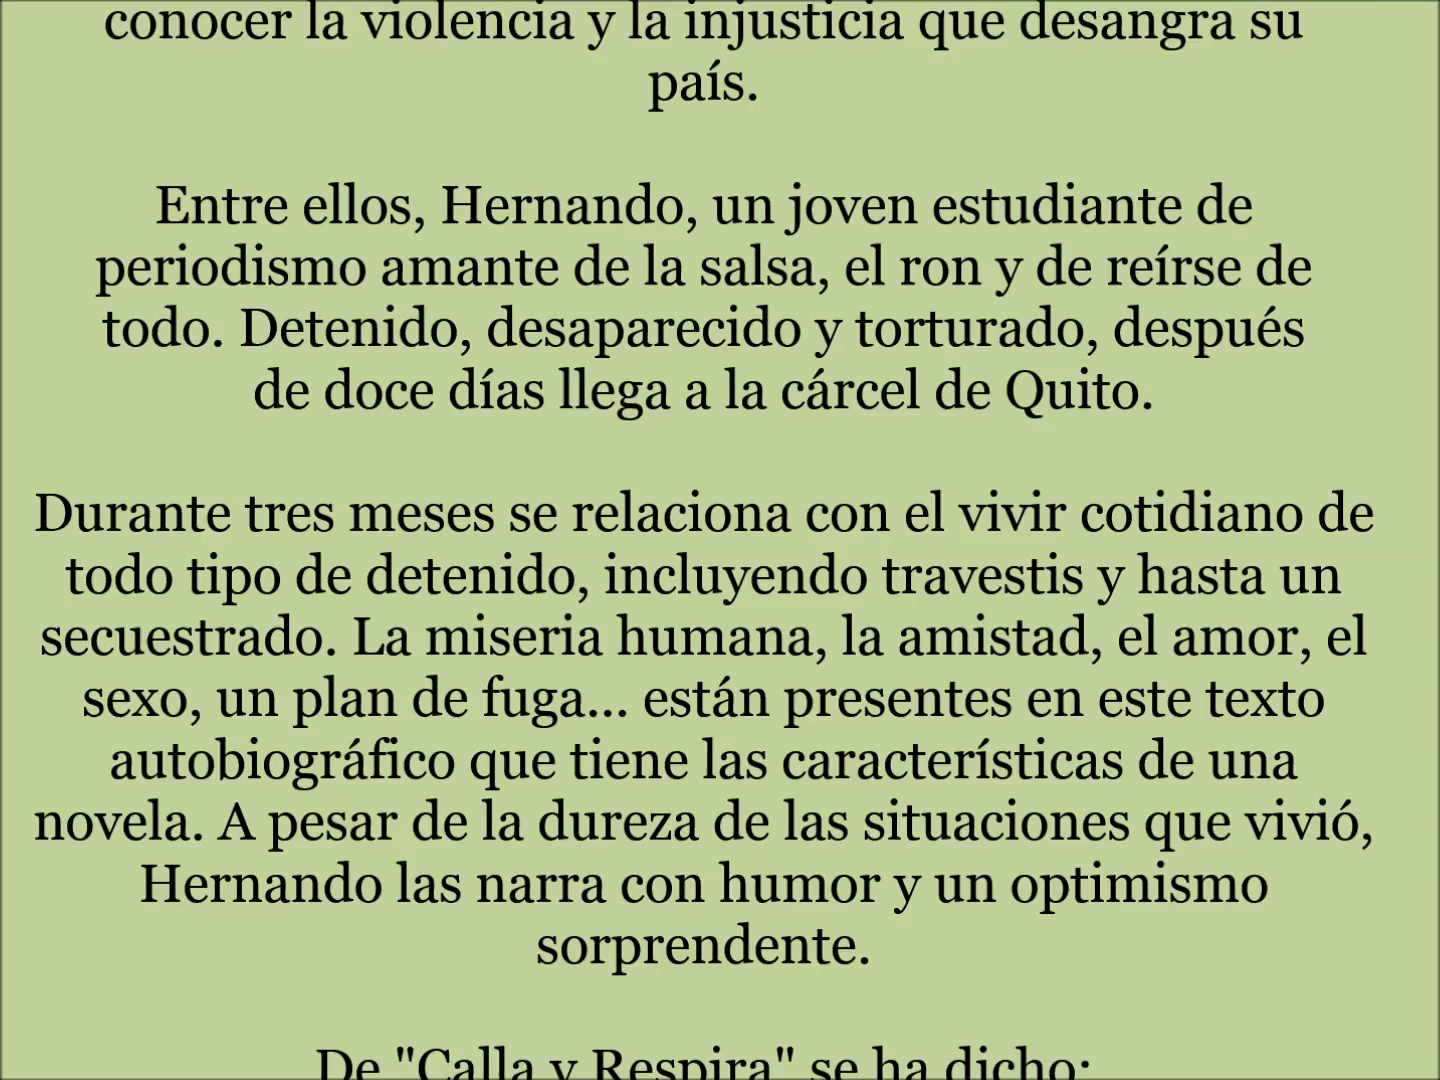 conocer la violencia y la injusticia que desangra su
país.
Entre ellos, Hernando, un joven estudiante de
periodismo amante de la salsa, el ron y de reírse de
todo. Detenido, desaparecido y torturado, después
de doce días llega a la cárcel de Quito.
Durante tres meses se relaciona con el vivir cotidiano de
todo tipo de detenido, incluyendo travestis y hasta un
secuestrado. La miseria humana, la amistad, el amor, el
sexo, un plan de fuga... están presentes en este texto
autobiográfico que tiene las características de una
novela. A pesar de la dureza de las situaciones que vivió,
Hernando las narra con humor y un optimismo
sorprendente.
De "Calla y Respira" se ha dicho: